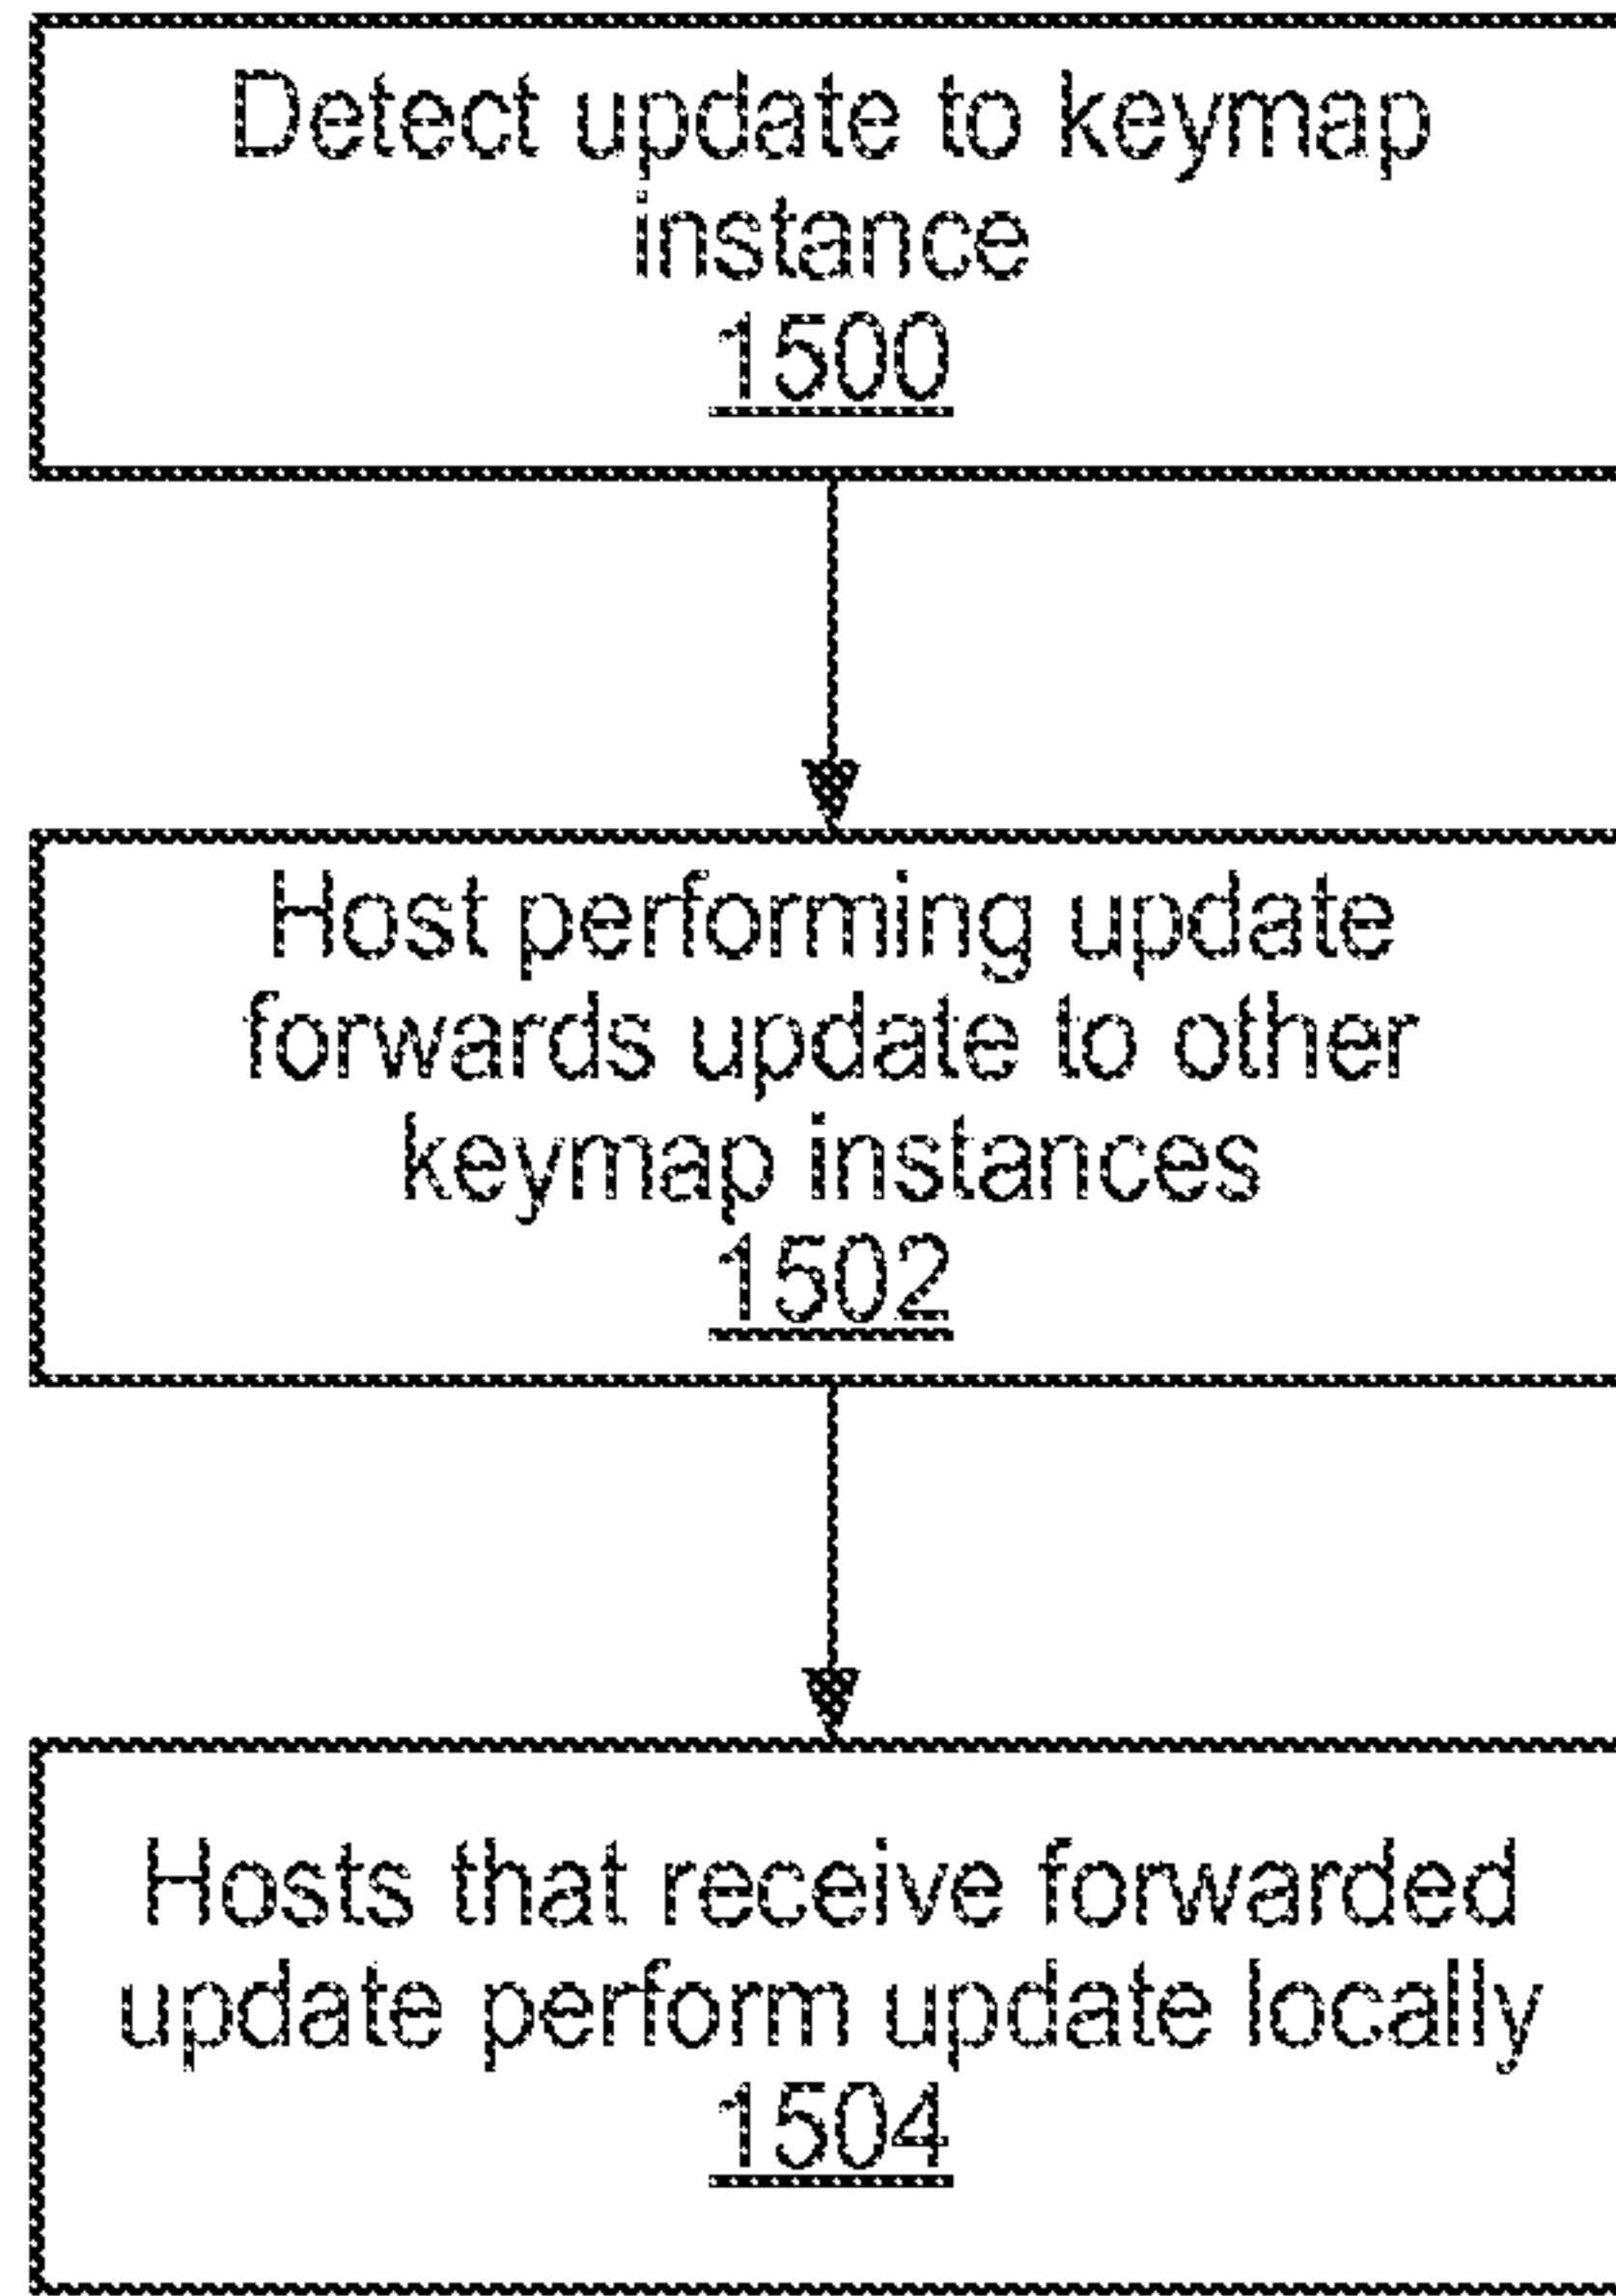 Detect update to keymap
instance
1500
Host performing update
forwards update to other
keymap instances
1502
Hosts that receive forwarded
update perform update locally
1504